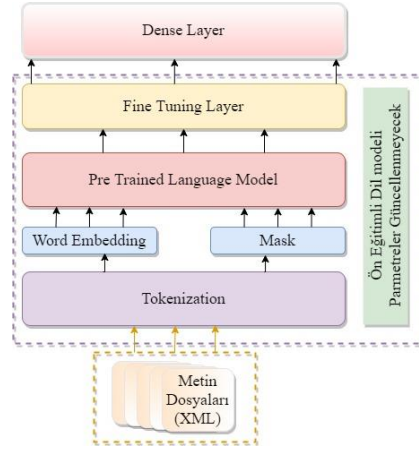 Dense Layer
Fine Tuning Layer
Pre Trained Language Model
Word Embedding
Mask
Tokenization
Metin
Dosyaları
(XML)
Ön Eğitimli Dil modeli
Parmetreler Güncellenmeyecek